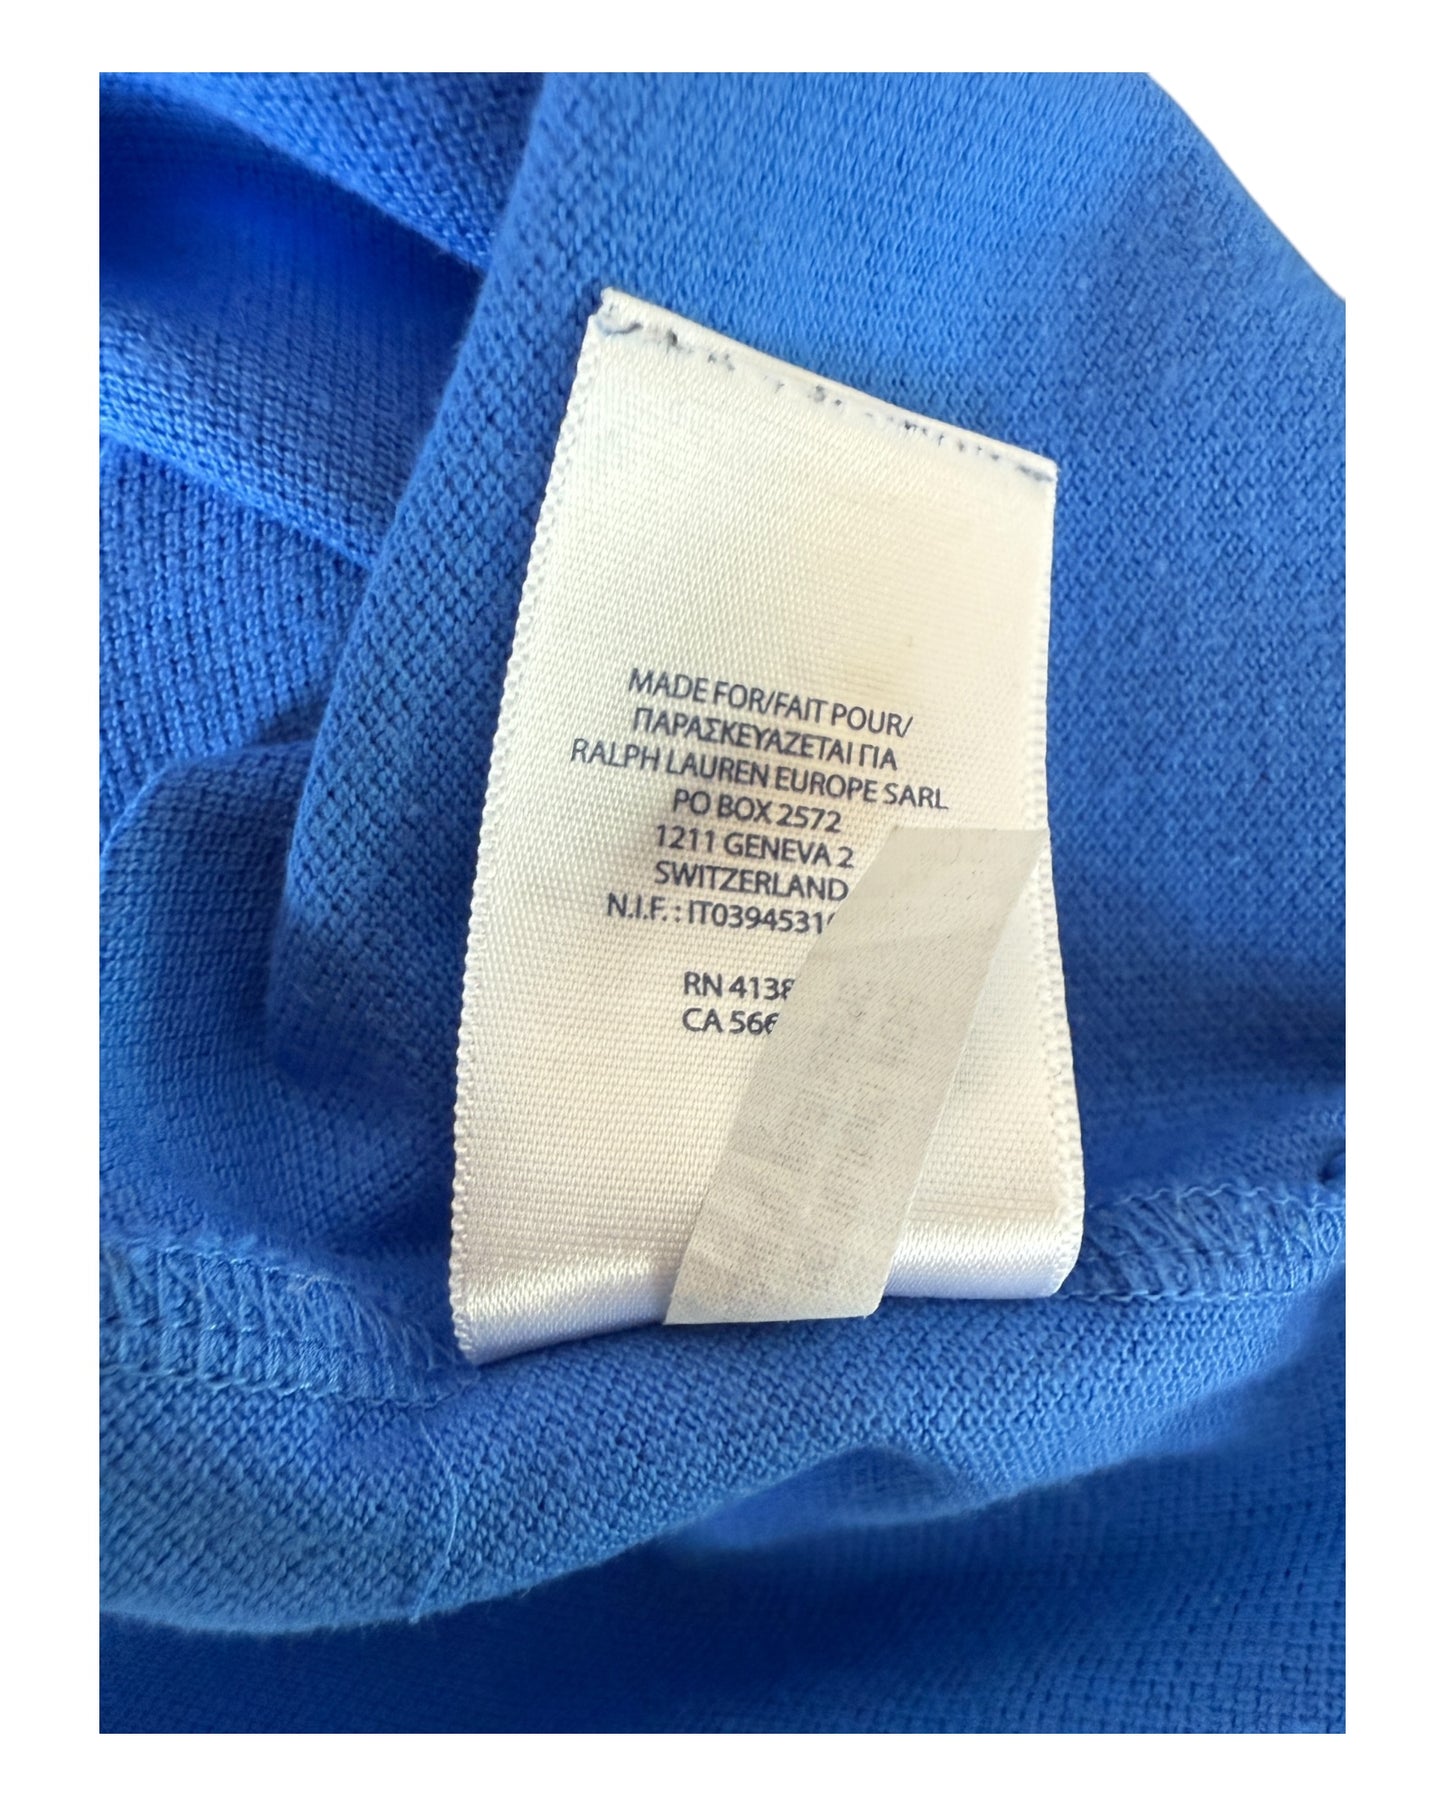 MADE FOR/FAIT POUR/
ΠΑΡΑΣΚΕΥΑΖΕΤΑΙ ΓΙΑ
RALPH LAUREN EUROPE SARL
PO BOX 2572
1211 GENEVA 2
SWITZERLAND
N.I.F. : IT0394531
RN 4138
CA 566